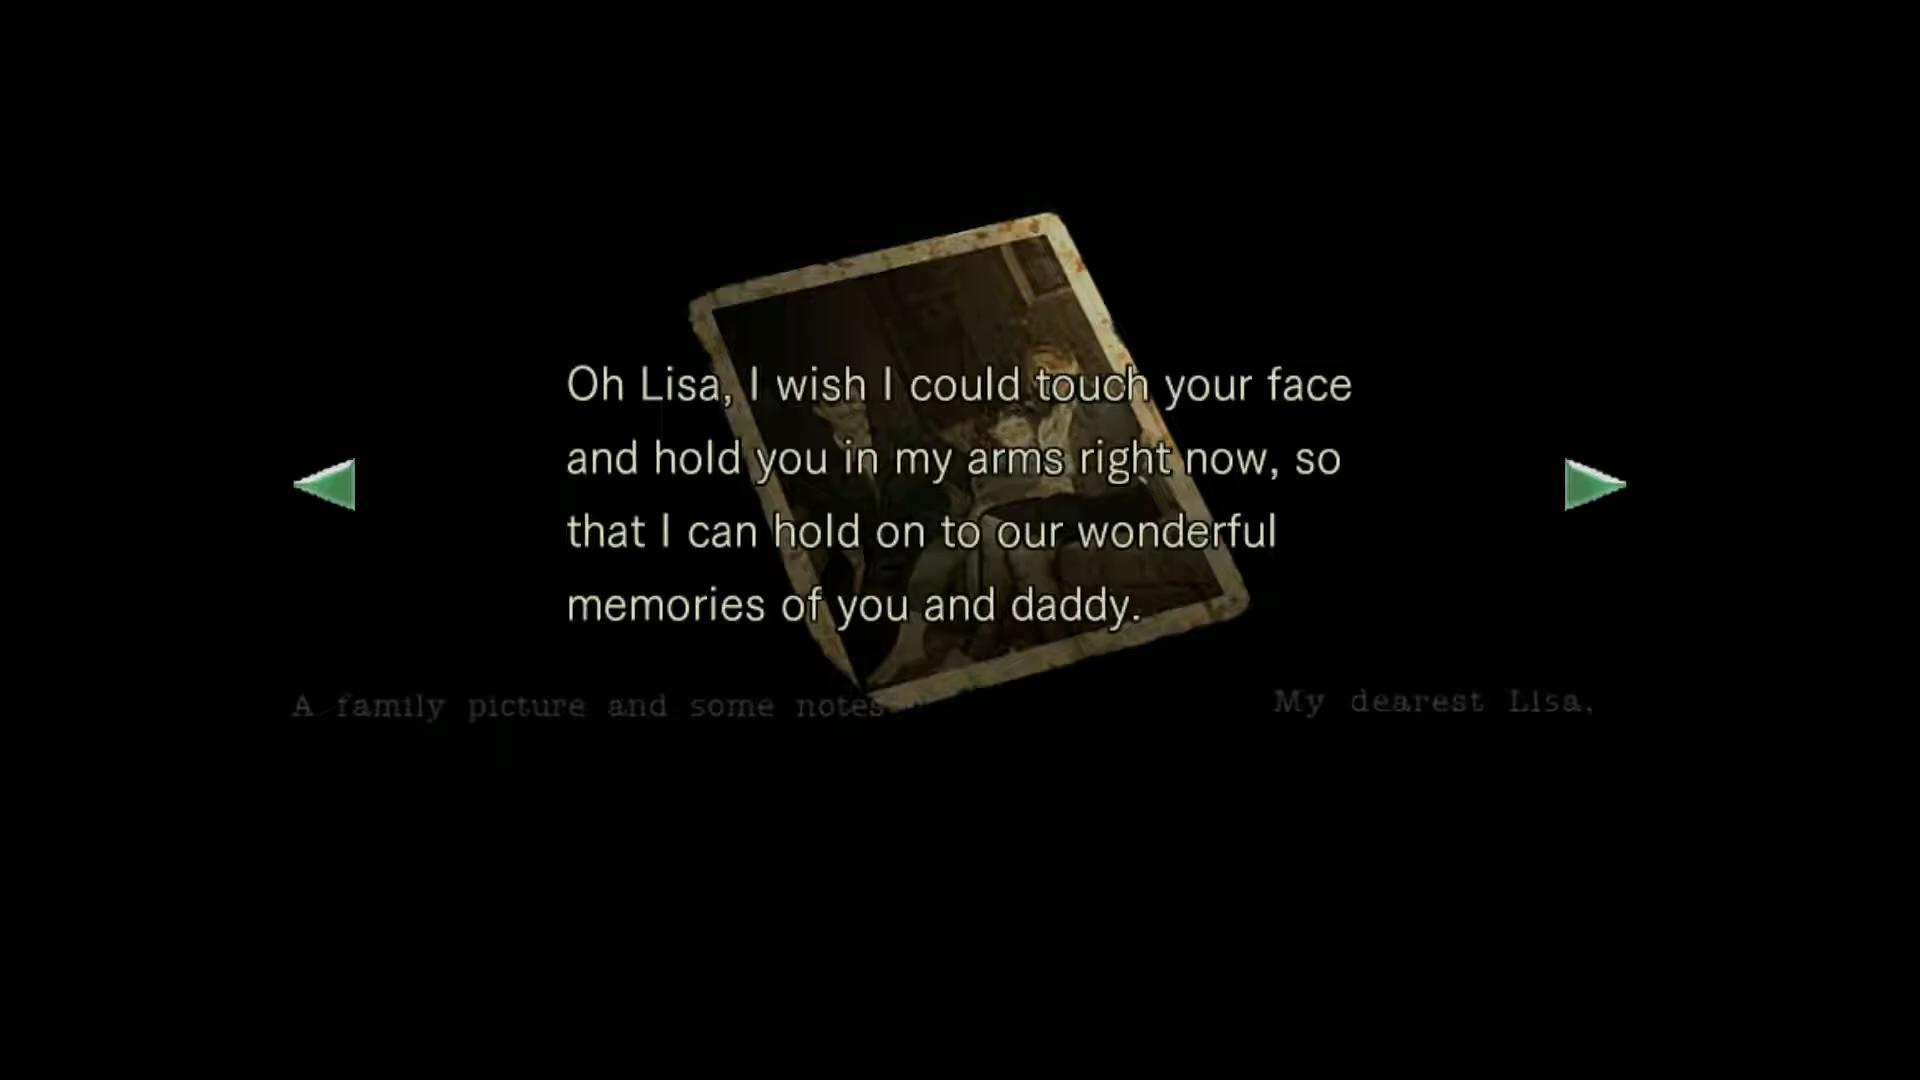 Oh Lisa, I wish I could touch your face
and hold you in my arms right now, so
that I can hold on to our wonderful
memories of you and daddy.
A family picture and some notes
My dearest Lisa,